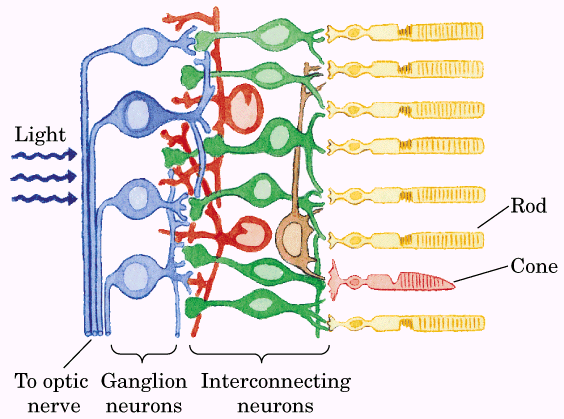 Light
Rod
Cone
To optic
nerve
Ganglion
neurons
Interconnecting
neurons